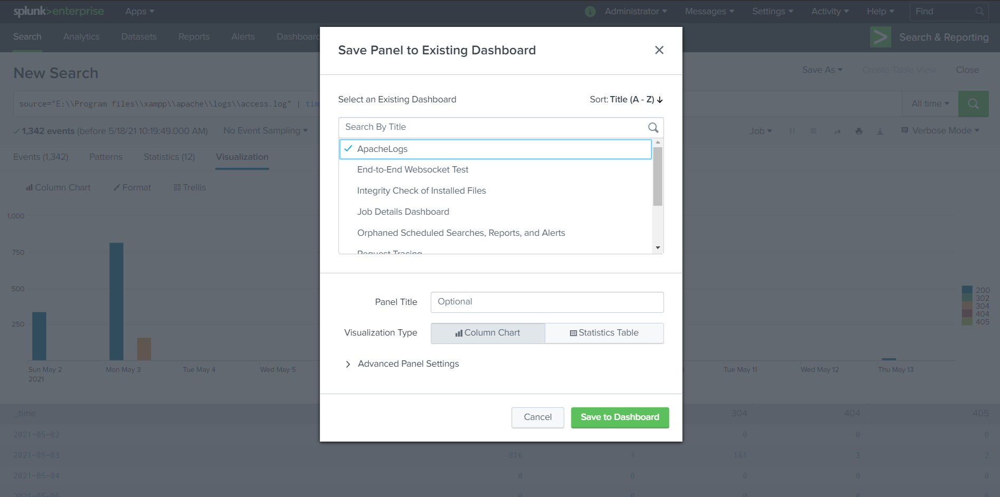 splunk>enterprise Apps Administrator Messages Settings Activity Help Find
Search Analytics Datasets Reports Alerts Search & Reporting
Save Panel to Existing Dashboard
New Search
Save As Create Table View Close
source="E:\\Program files\\xampp\\apache\\logs\\access.log" | All time
Select an Existing Dashboard Sort: Title (A - Z)
1,342 events (before 5/18/21 10:19:49.000 AM) No Event Sampling Job Verbose Mode
Search By Title
Events (1,342) Patterns Statistics (12) Visualization
ApacheLogs
End-to-End Websocket Test
Integrity Check of Installed Files
Job Details Dashboard
Orphaned Scheduled Searches, Reports, and Alerts
Request Tracing
Column Chart Format Trellis
1,000
750
500
250
Sun May 2
2021
Mon May 3
Tue May 4
Wed May 5
Tue May 11
Wed May 12
Thu May 13
200
302
304
404
405
Panel Title Optional
Visualization Type Column Chart Statistics Table
Advanced Panel Settings
Cancel Save to Dashboard
_time 304 404 405
2021-05-02 0 0 0
2021-05-03 816 3 161 3 2
2021-05-04 0 0 0 0 0
2021-05-05 0 0 0 0 0